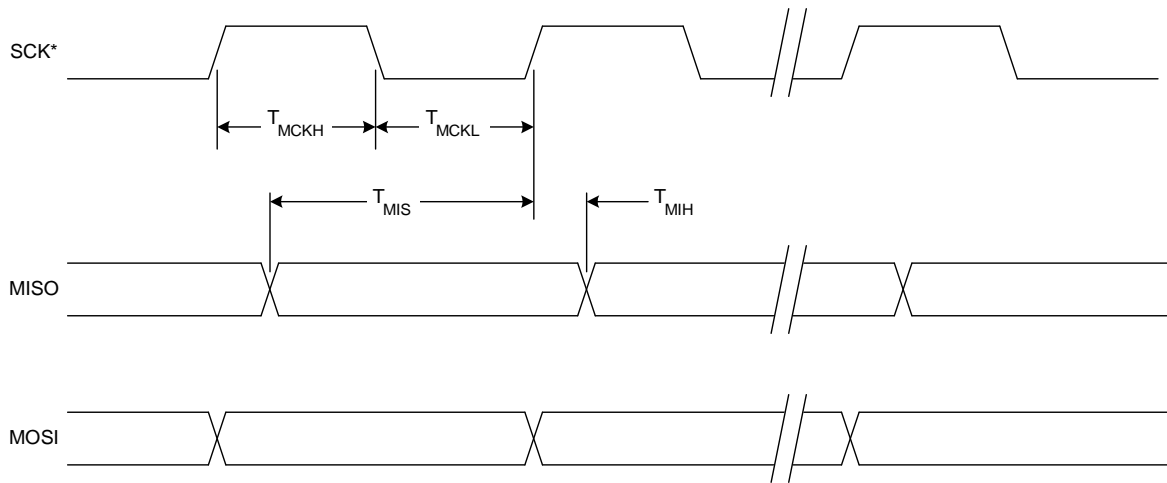 SCK*
T_MCKH
T_MCKL
T_MIS
T_MIH
MISO
MOSI